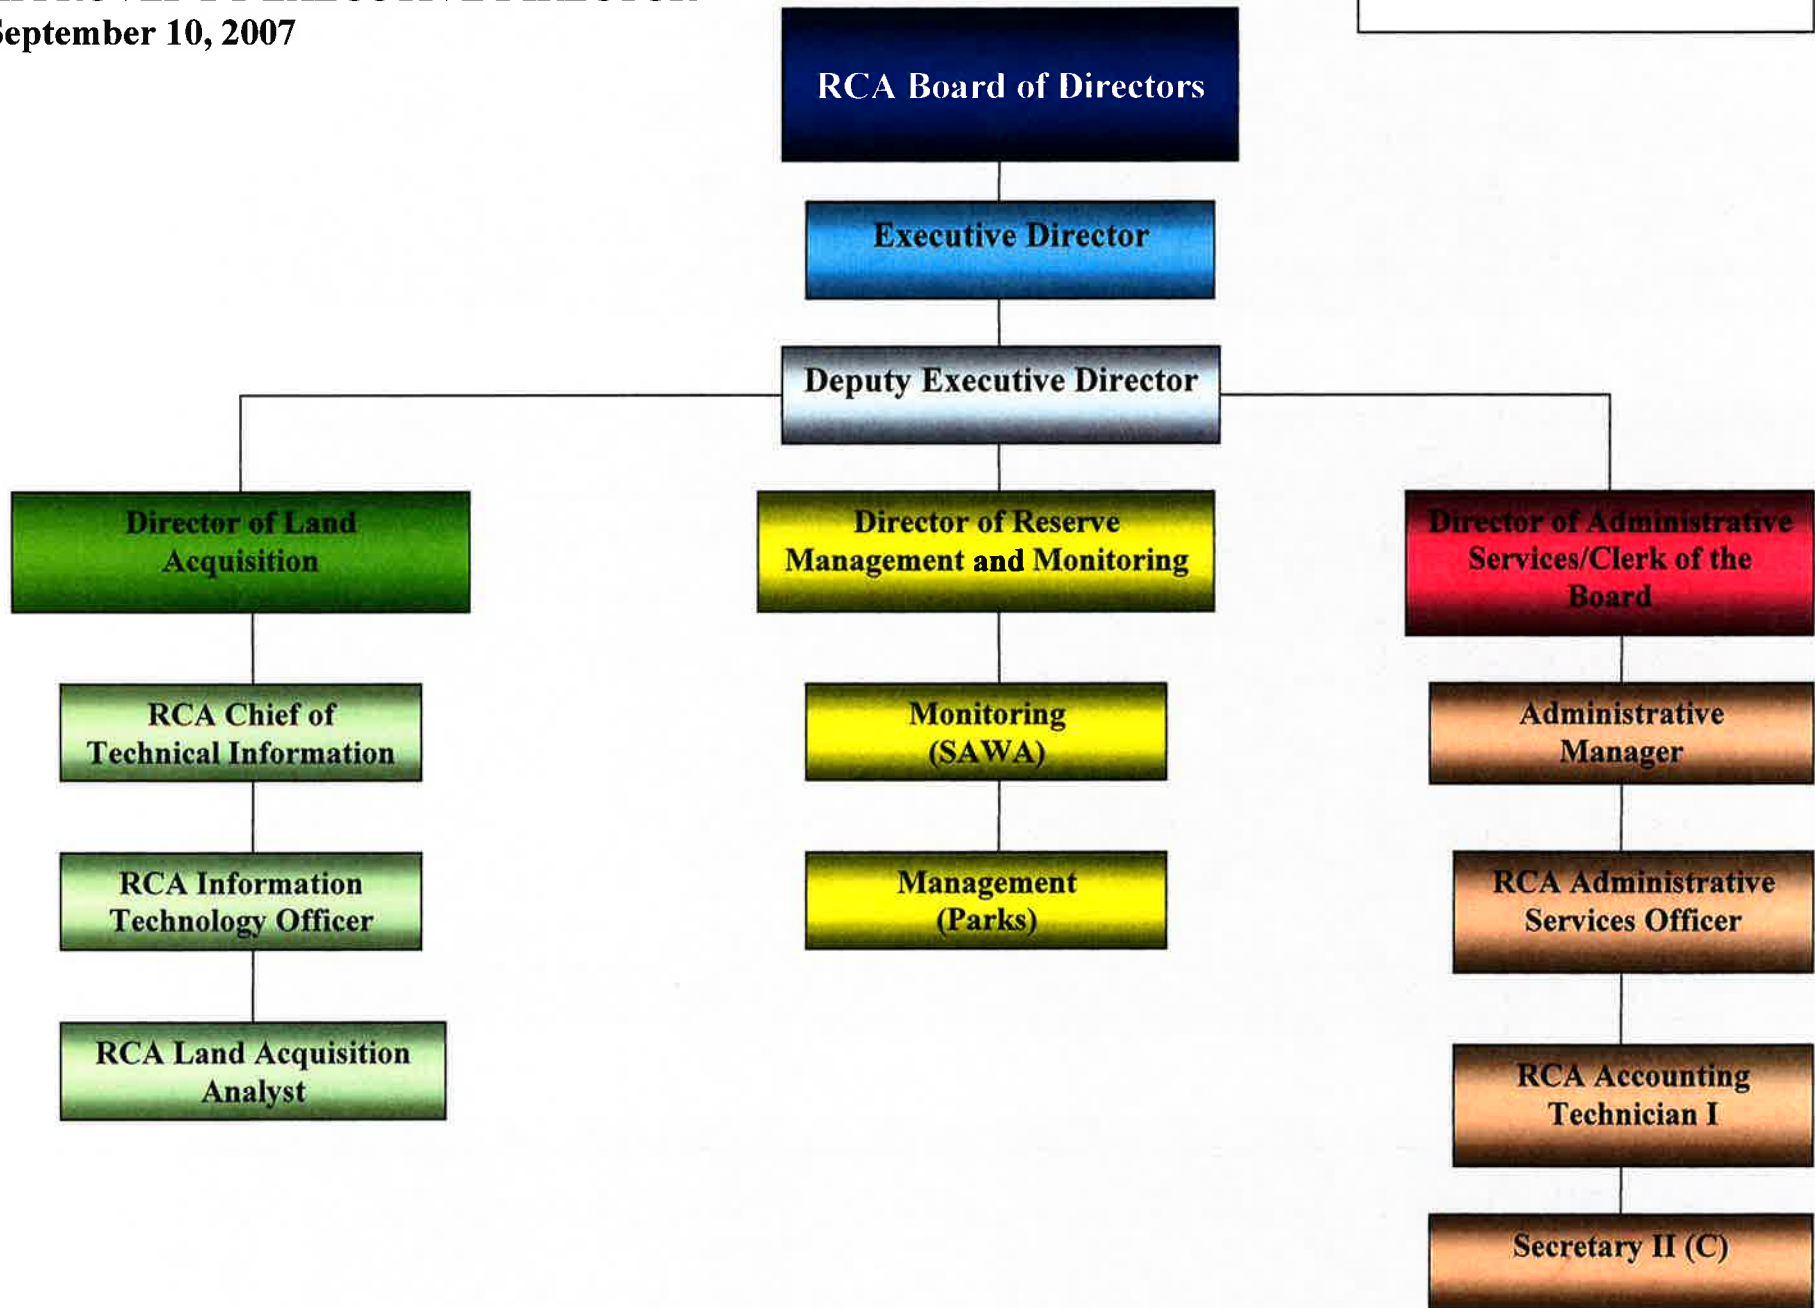 September 10, 2007
RCA Board of Directors
Executive Director
Deputy Executive Director
Director of Land
Acquisition
Director of Reserve
Management and Monitoring
Director of Administrative
Services/Clerk of the
Board
RCA Chief of
Technical Information
Monitoring
(SAWA)
Administrative
Manager
RCA Information
Technology Officer
Management
(Parks)
RCA Administrative
Services Officer
RCA Land Acquisition
Analyst
RCA Accounting
Technician I
Secretary II (C)